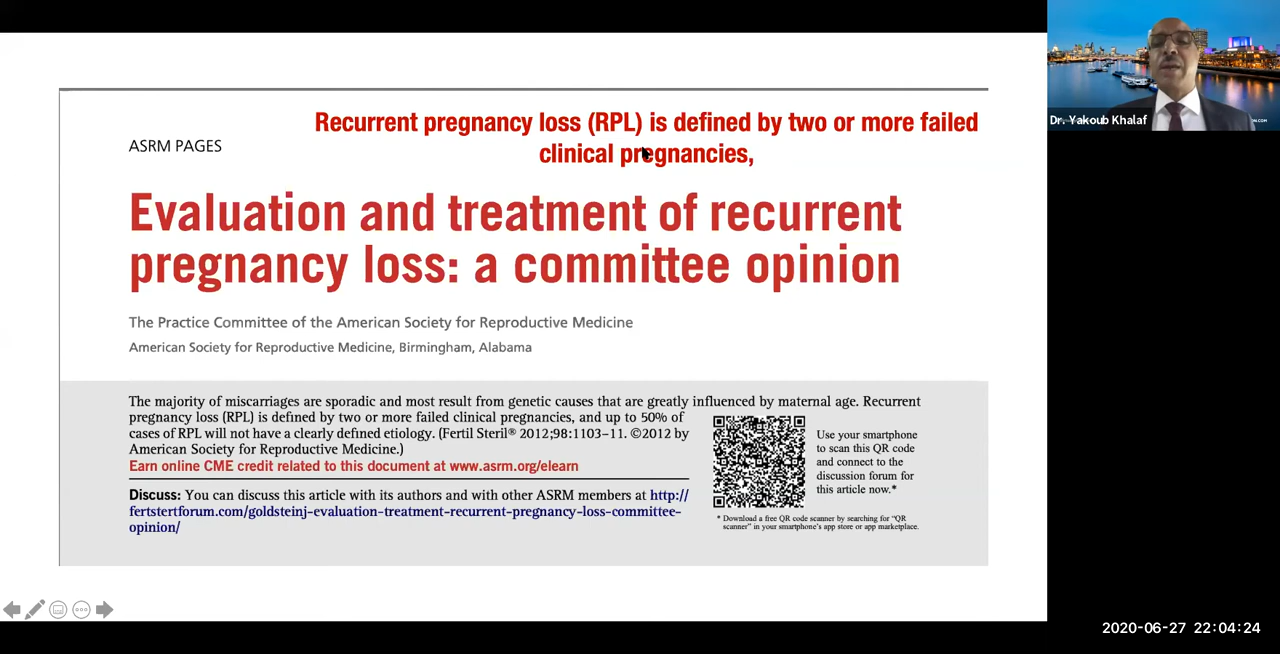 Recurrent pregnancy loss (RPL) is defined by two or more failed
clinical pregnancies,
ASRM PAGES
Evaluation and treatment of recurrent
pregnancy loss: a committee opinion
The Practice Committee of the American Society for Reproductive Medicine
American Society for Reproductive Medicine, Birmingham, Alabama
The majority of miscarriages are sporadic and most result from genetic causes that are greatly influenced by maternal age. Recurrent
pregnancy loss (RPL) is defined by two or more failed clinical pregnancies, and up to 50% of
cases of RPL will not have a clearly defined etiology. (Fertil Steril® 2012;98:1103–11. ©2012 by
American Society for Reproductive Medicine.)
Earn online CME credit related to this document at www.asrm.org/elearn
Discuss: You can discuss this article with its authors and with other ASRM members at http://
fertstertforum.com/goldsteinj-evaluation-treatment-recurrent-pregnancy-loss-committee-
opinion/
Use your smartphone
to scan this QR code
and connect to the
discussion forum for
this article now.*
* Download a free QR code scanner by searching for “QR
scanner” in your smartphone’s app store or app marketplace.
Dr. Yakoub Khalaf
2020-06-27 22:04:24